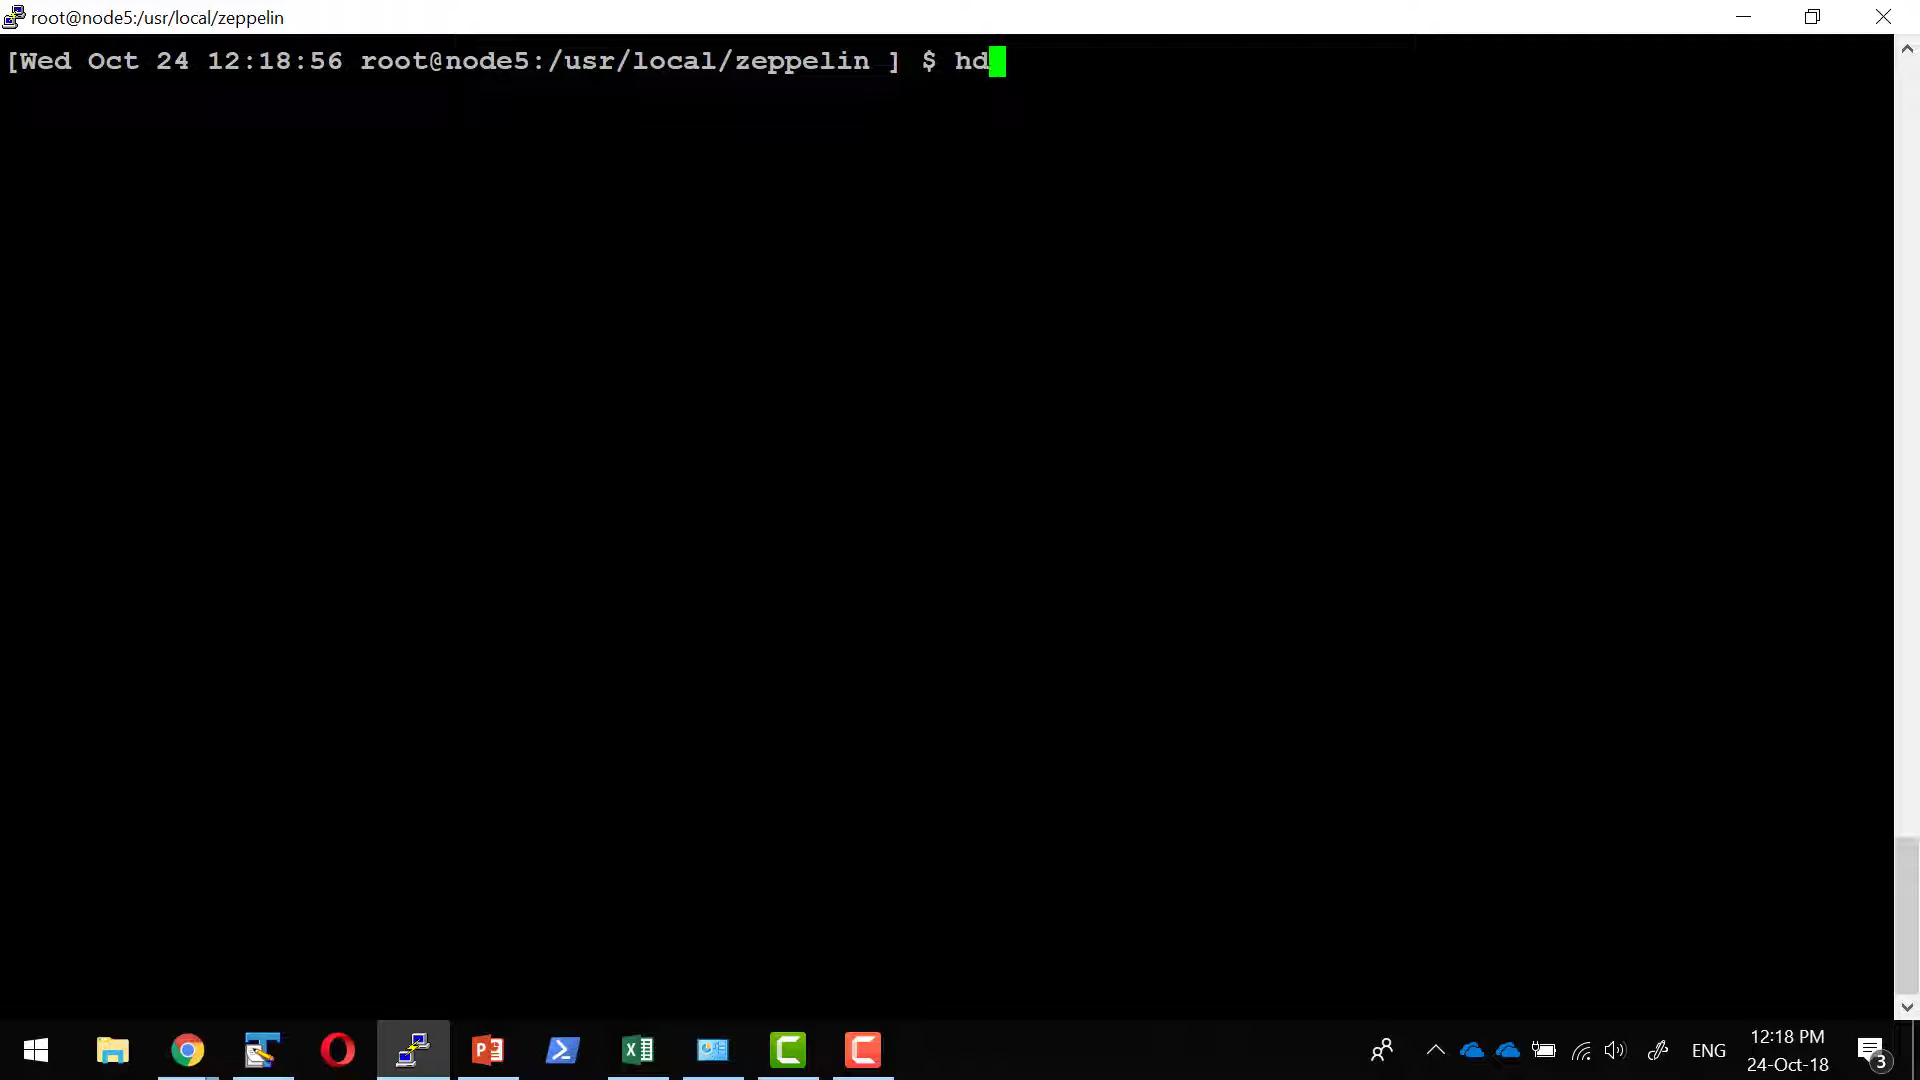 root@node5:/usr/local/zeppelin
[Wed Oct 24 12:18:56 root@node5:/usr/local/zeppelin ] $ hd
ENG
12:18 PM
24-Oct-18
3